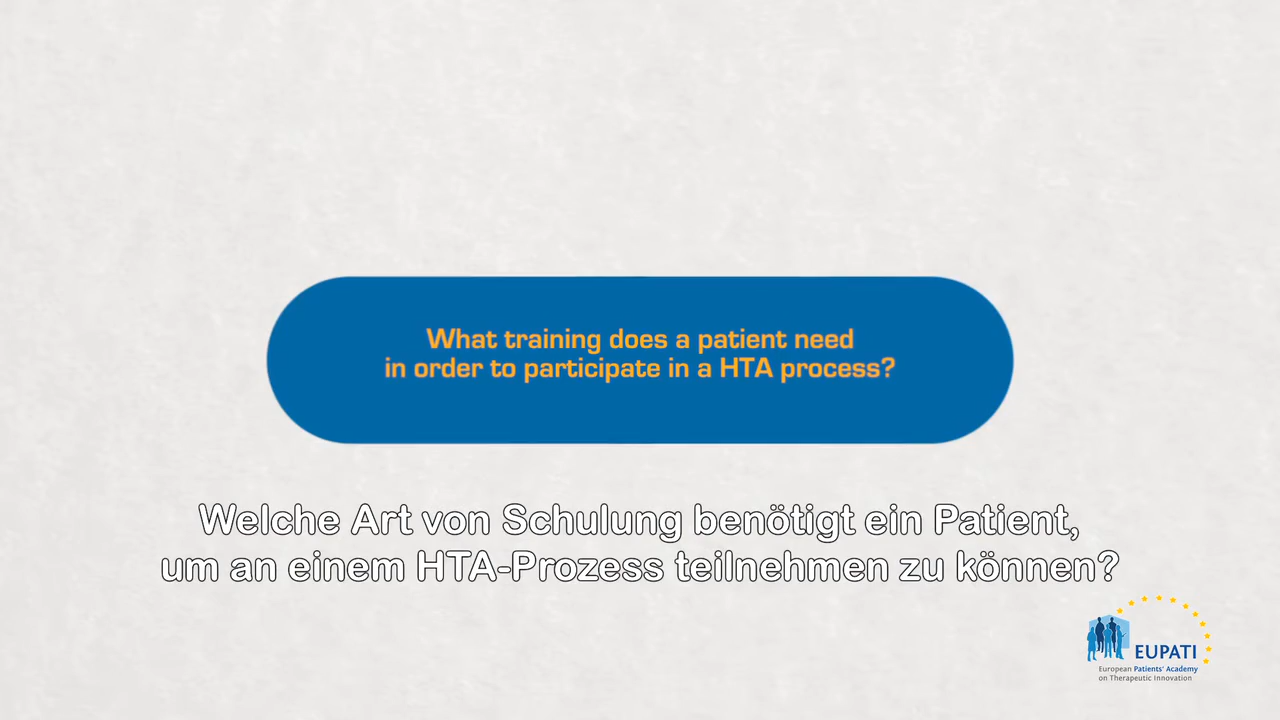 What training does a patient need
in order to participate in a HTA process?
Welche Art von Schulung benötigt ein Patient,
um an einem HTA-Prozess teilnehmen zu können?
EUPATI
European Patients' Academy
on Therapeutic Innovation